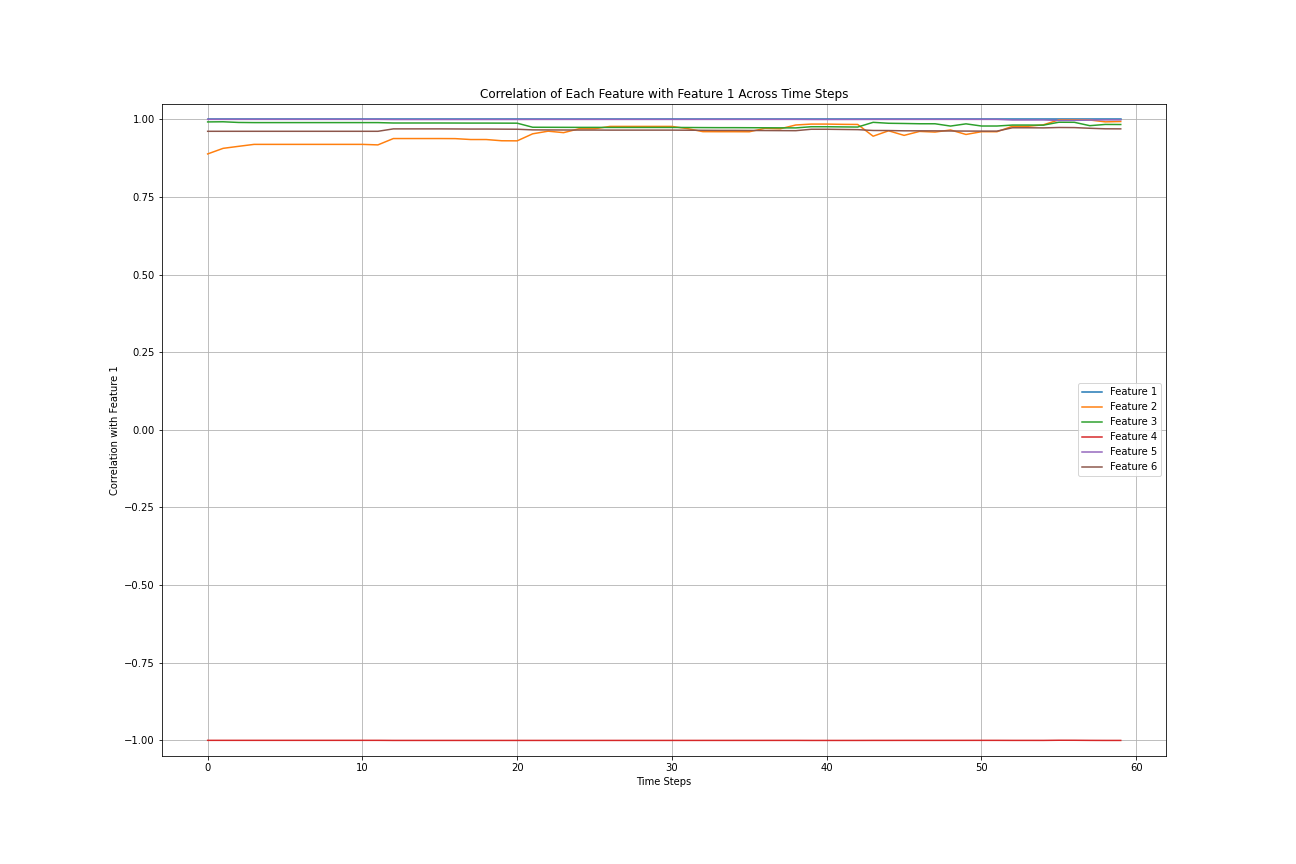 Correlation of Each Feature with Feature 1 Across Time Steps
Correlation with Feature 1
1.00
0.75
0.50
0.25
0.00
−0.25
−0.50
−0.75
−1.00
Feature 1
Feature 2
Feature 3
Feature 4
Feature 5
Feature 6
0 10 20 30 40 50 60
Time Steps